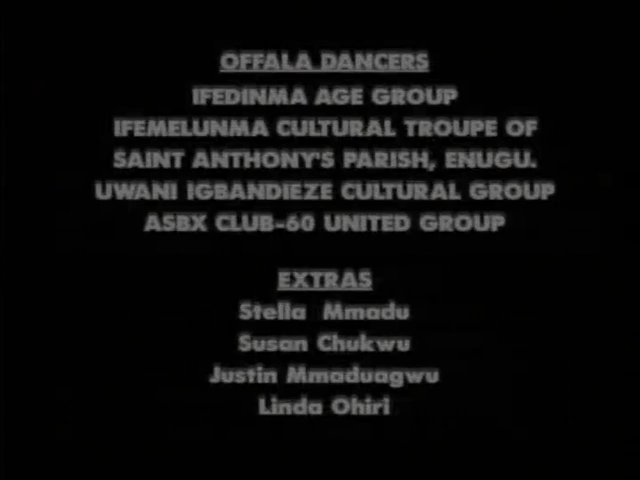 OFFALA DANCERS
IFEDINMA AGE GROUP
IFEMELUNMA CULTURAL TROUPE OF
SAINT ANTHONY'S PARISH, ENUGU.
UWANI IGBANDIEZE CULTURAL GROUP
ASBX CLUB-60 UNITED GROUP
EXTRAS
Stella Mmadu
Susan Chukwu
Justin Mmaduagwu
Linda Ohiri